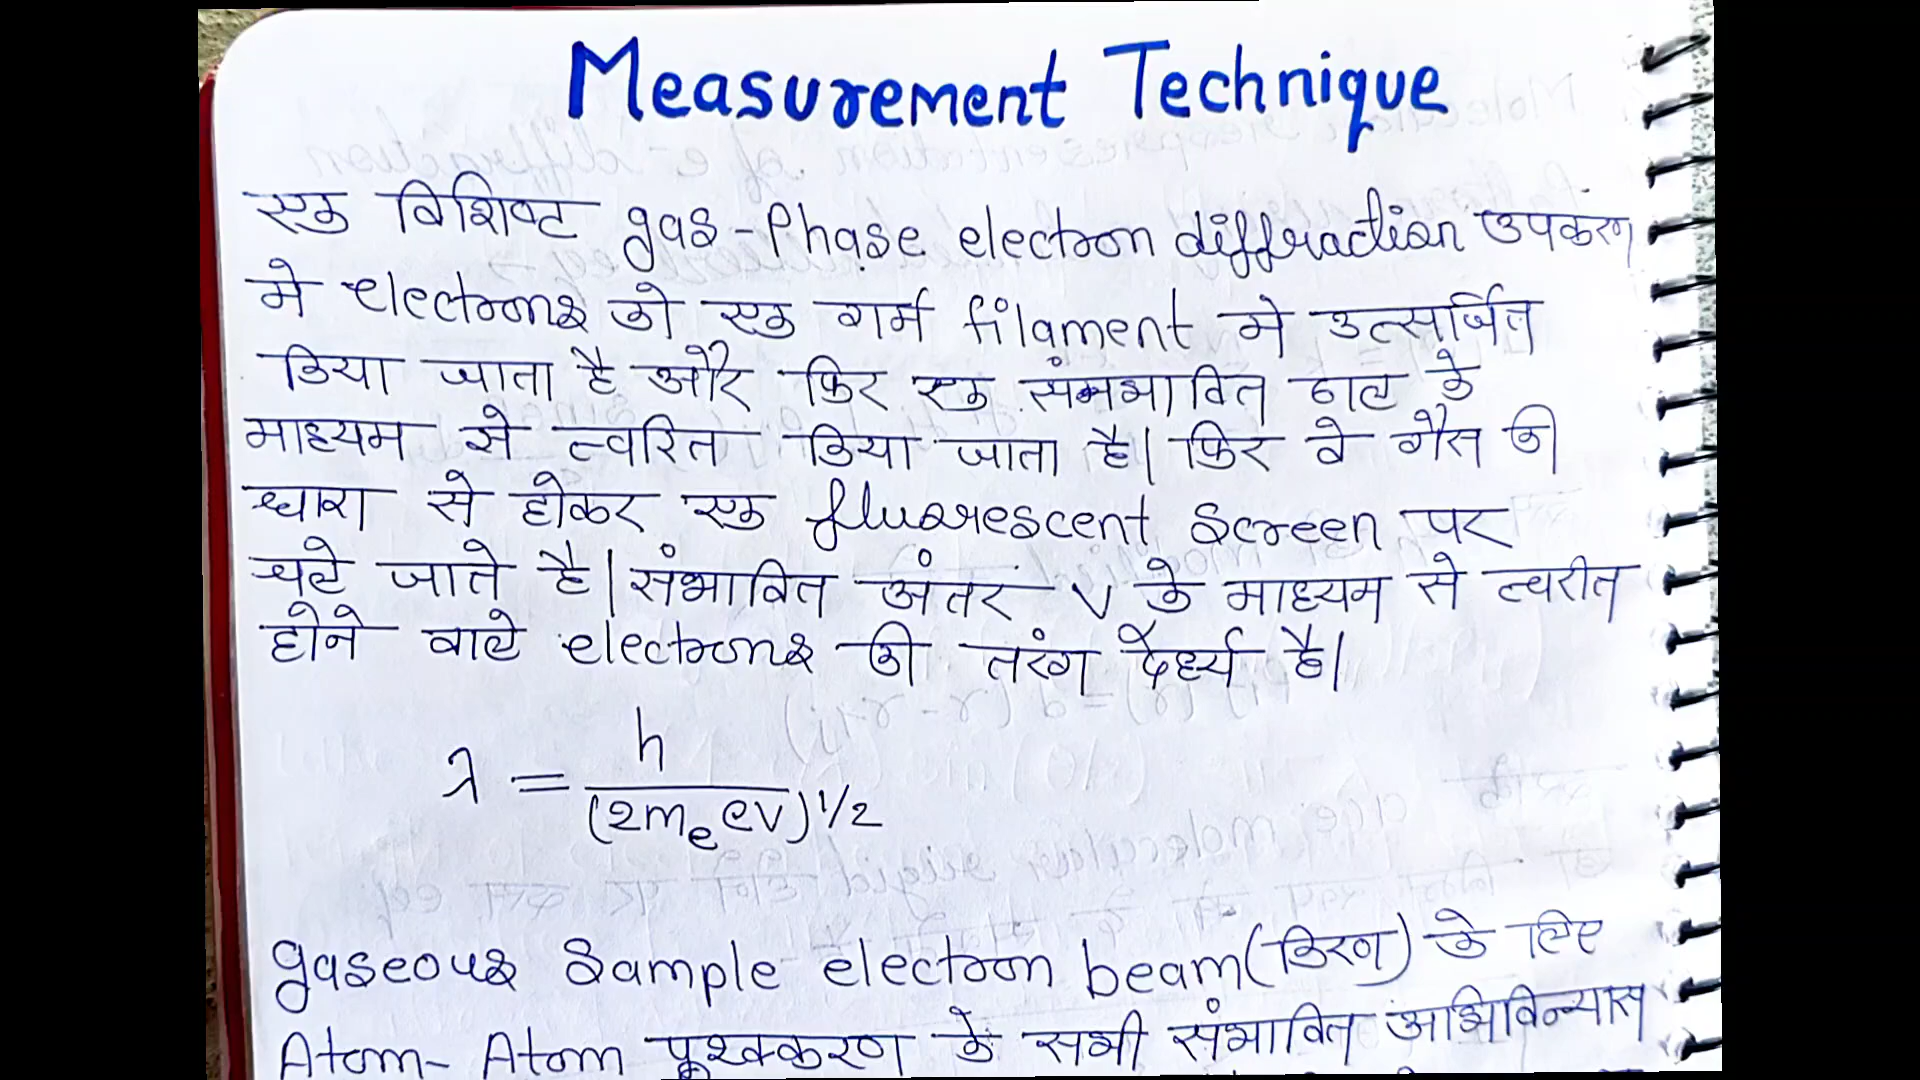 Measurement Technique
एक विशिष्ट gas-Phase electron diffraction उपकरण
मे electrons को एक गर्म filament मे उत्सर्जित
किया जाता है और फिर एक संभावित ढाल के
माध्यम से त्वरित किया जाता है। फिर वे गैस की
धारा से होकर एक fluorescent Screen पर
चले जाते है। संभावित अंतर V के माध्यम से त्वरीत
होने वाले electrons की तरंग दैर्ध्य है।
λ = h / (2mₑeV)^1/2
gaseous Sample electron beam (किरण) के लिए
Atom- Atom पृथक्करण के सभी संभावित अभिविन्यास